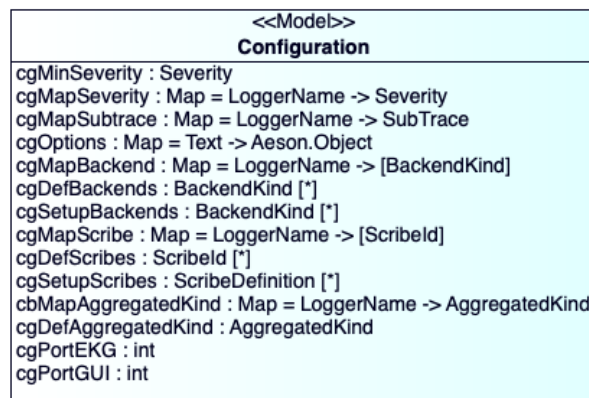 <<Model>>
Configuration
cgMinSeverity : Severity
cgMapSeverity : Map = LoggerName -> Severity
cgMapSubtrace : Map = LoggerName -> SubTrace
cgOptions : Map = Text -> Aeson.Object
cgMapBackend : Map = LoggerName -> [BackendKind]
cgDefBackends : BackendKind [*]
cgSetupBackends : BackendKind [*]
cgMapScribe : Map = LoggerName -> [ScribeId]
cgDefScribes : ScribeId [*]
cgSetupScribes : ScribeDefinition [*]
cbMapAggregatedKind : Map = LoggerName -> AggregatedKind
cgDefAggregatedKind : AggregatedKind
cgPortEKG : int
cgPortGUI : int